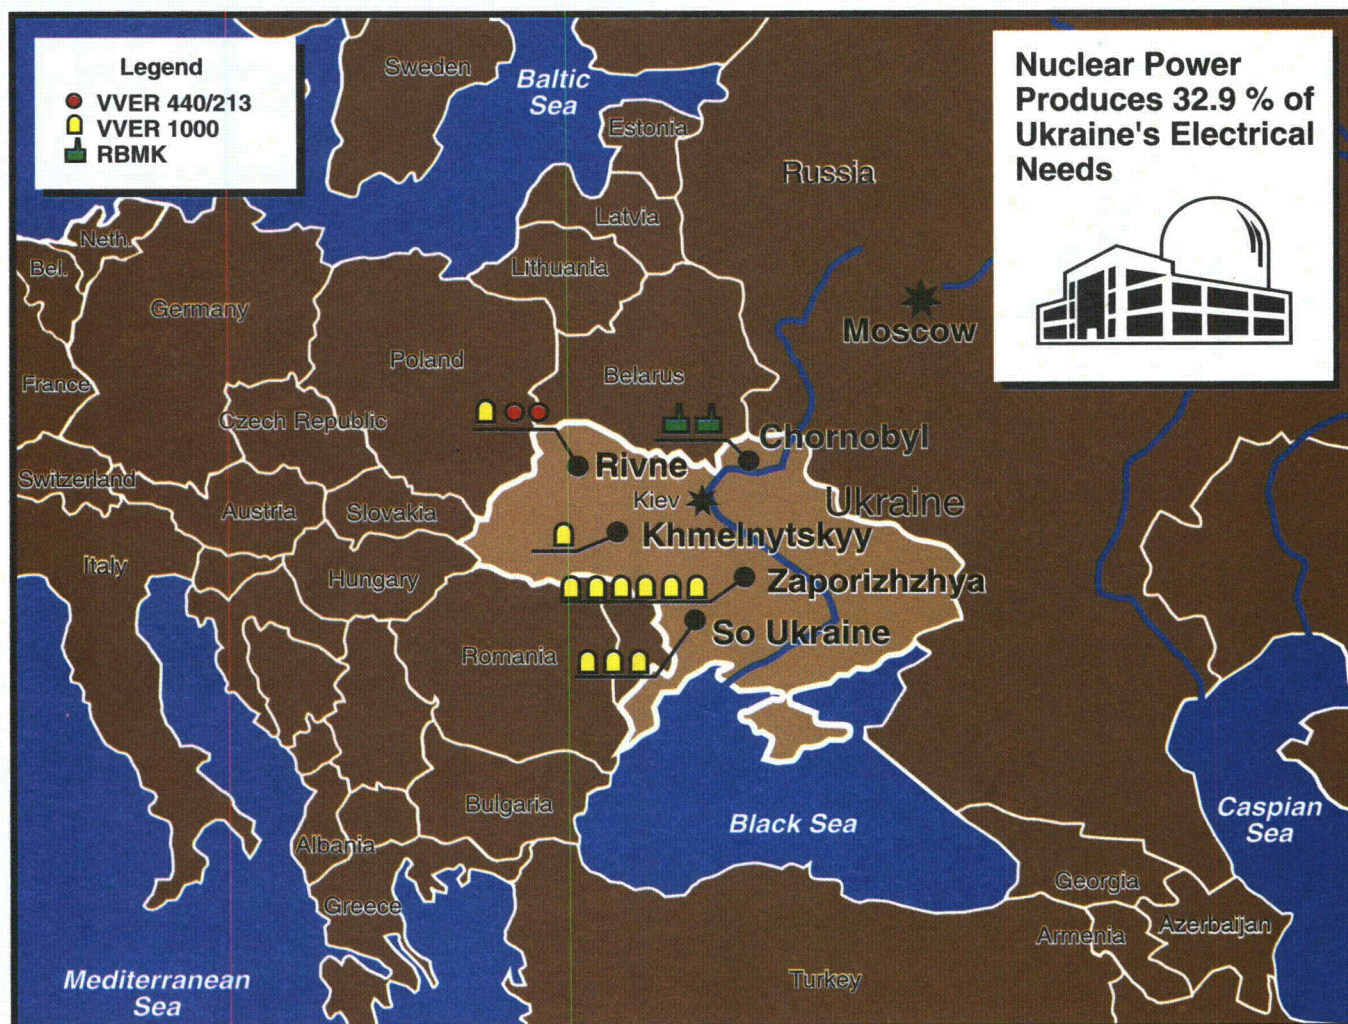 Legend
VVER 440/213
VVER 1000
RBMK
Nuclear Power
Produces 32.9 % of
Ukraine's Electrical
Needs
Sweden
Baltic
Sea
Estonia
Russia
Latvia
Neth.
Bel.
Lithuania
Germany
Moscow
Poland
Belarus
France
Czech Republic
Chornobyl
Rivne
Switzerland
Kiev
Ukraine
Austria
Slovakia
Khmelnytskyy
Italy
Hungary
Zaporizhzhya
So Ukraine
Romania
Bulgaria
Black Sea
Caspian
Sea
Albania
Georgia
Greece
Azerbaijan
Armenia
Mediterranean
Sea
Turkey